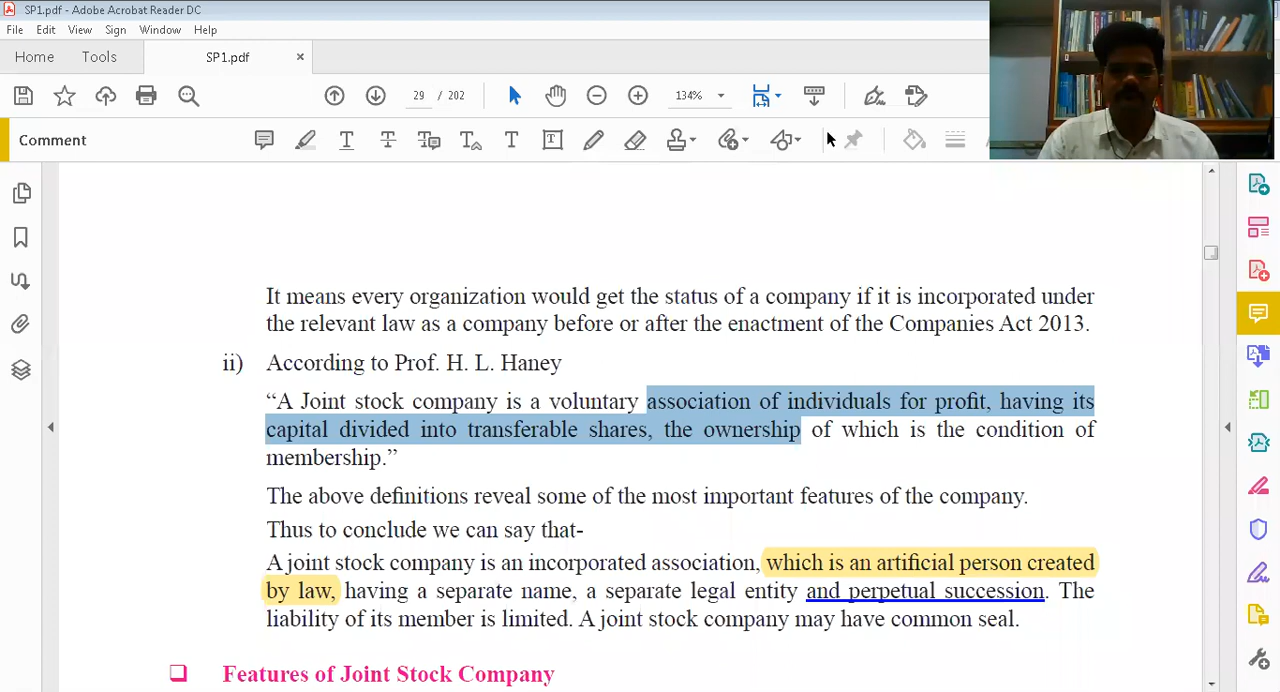 SP1.pdf - Adobe Acrobat Reader DC
File Edit View Sign Window Help
Home Tools SP1.pdf ×
29 / 202 134%
Comment
It means every organization would get the status of a company if it is incorporated under
the relevant law as a company before or after the enactment of the Companies Act 2013.
ii) According to Prof. H. L. Haney
“A Joint stock company is a voluntary association of individuals for profit, having its
capital divided into transferable shares, the ownership of which is the condition of
membership.”
The above definitions reveal some of the most important features of the company.
Thus to conclude we can say that-
A joint stock company is an incorporated association, which is an artificial person created
by law, having a separate name, a separate legal entity and perpetual succession. The
liability of its member is limited. A joint stock company may have common seal.
Features of Joint Stock Company